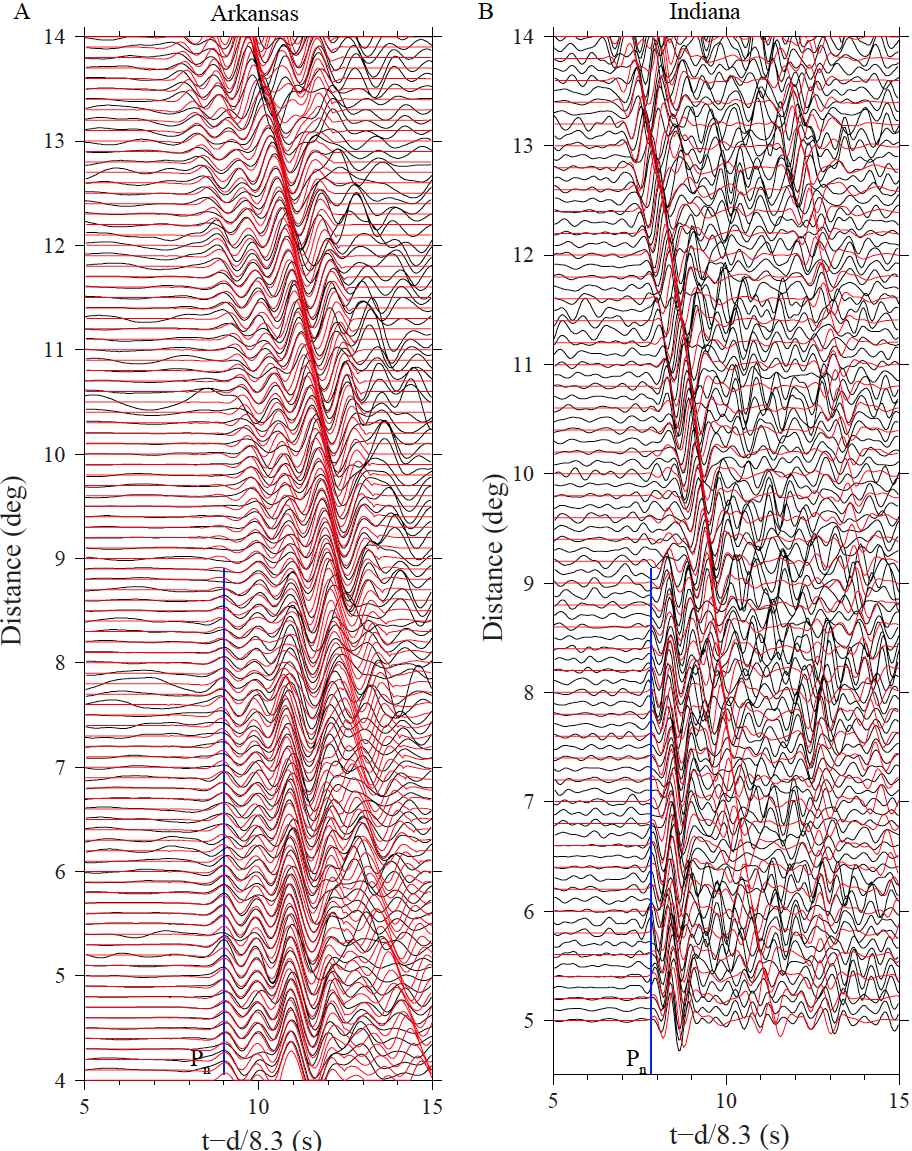 A
Arkansas
14
13
12
11
10
9
8
7
6
5
4
Distance (deg)
Pn
5
10
15
t−d/8.3 (s)
B
Indiana
14
13
12
11
10
9
8
7
6
5
Distance (deg)
Pn
5
10
15
t−d/8.3 (s)